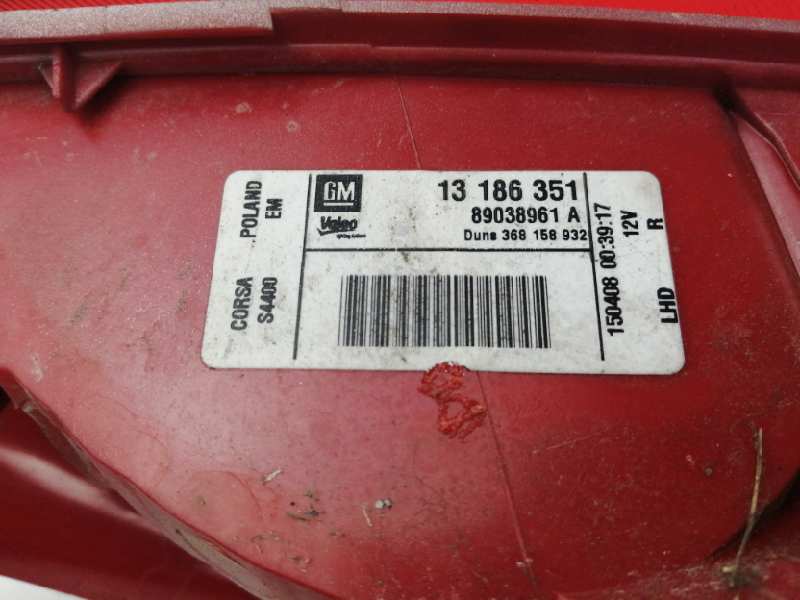 GM
Valeo
13 186 351
89038961 A
Duns 368 158 932
CORSA POLAND
S4400 EM
150408 00:39:17
12V
LHD R